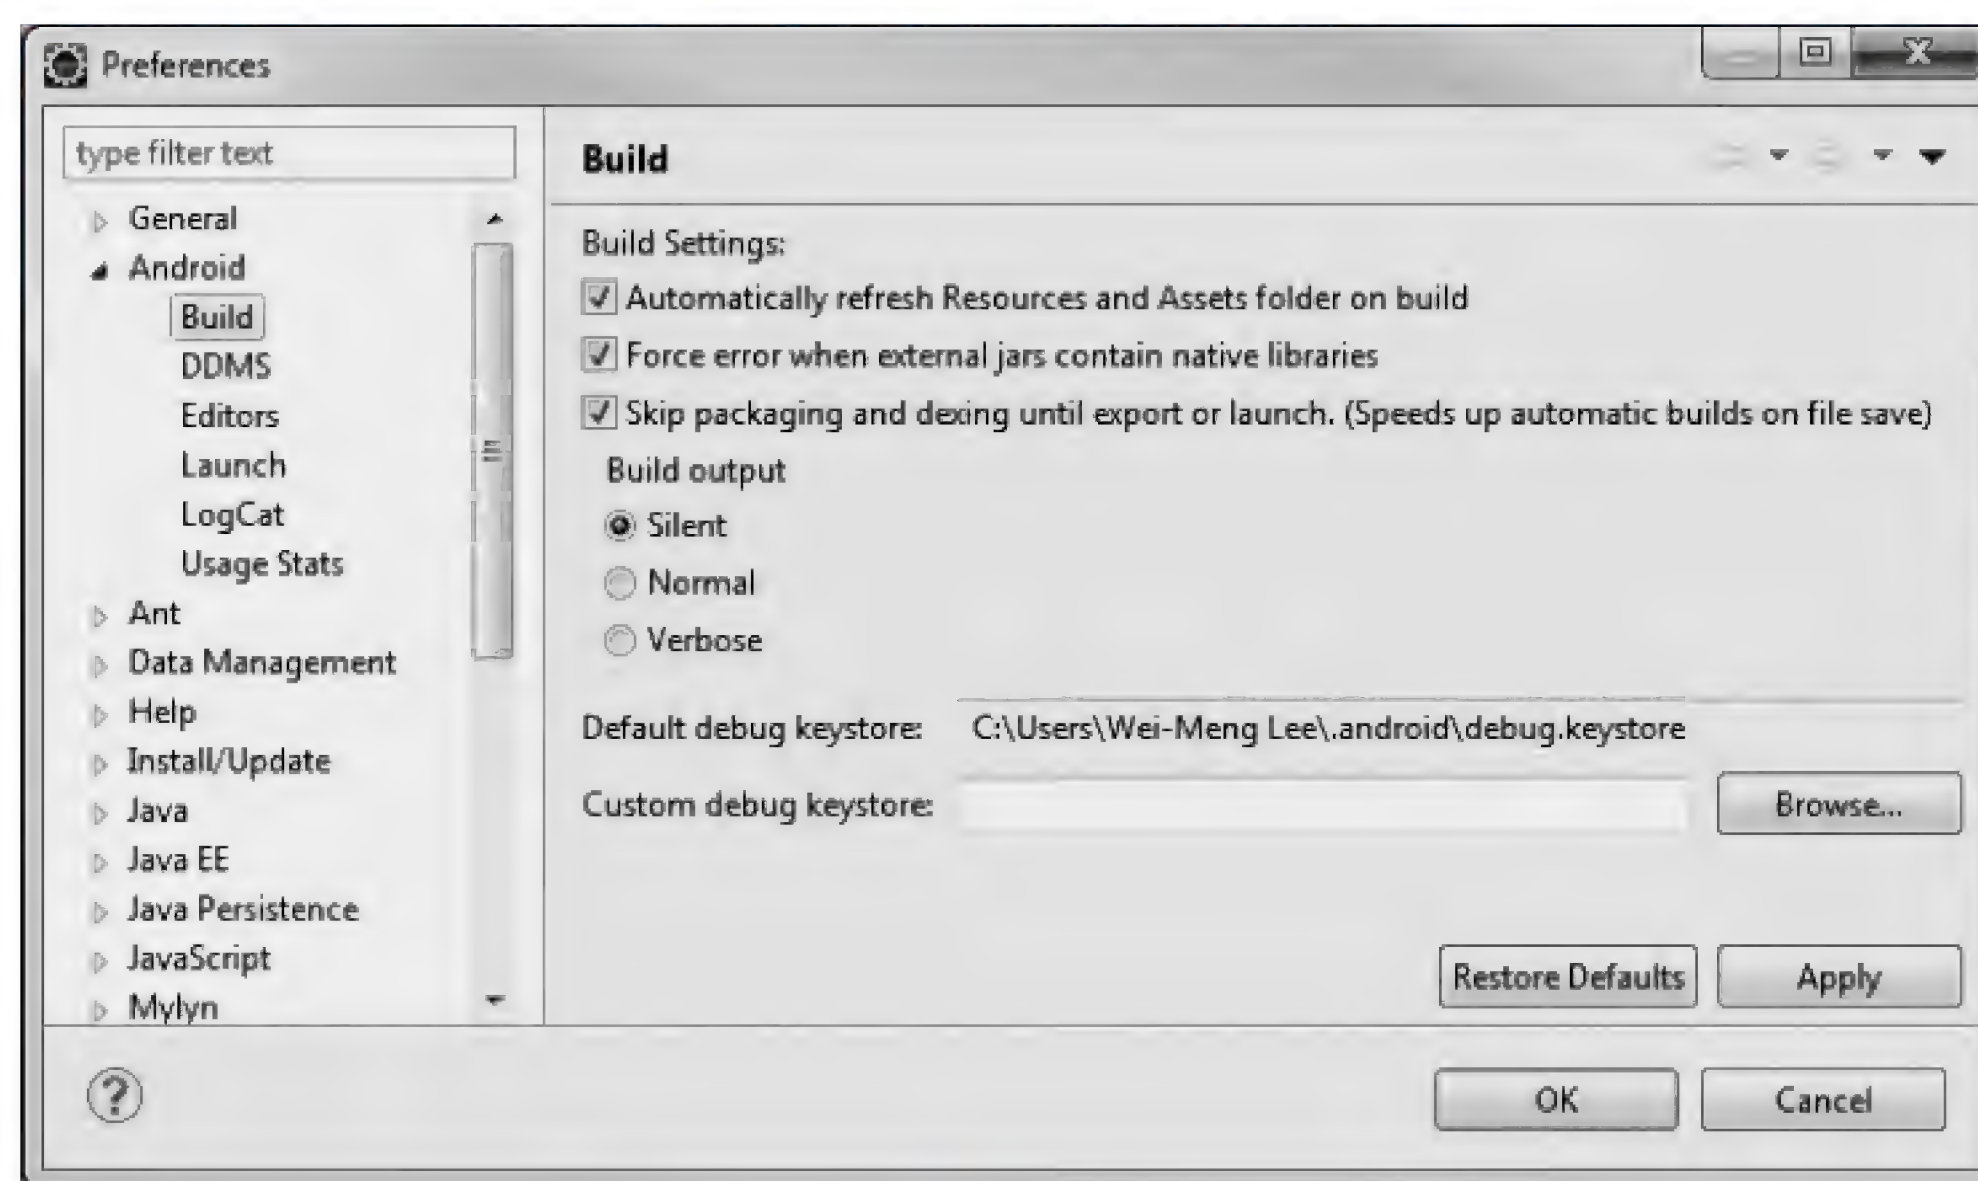 Preferences
type filter text
General
Android
Build
DDMS
Editors
Launch
LogCat
Usage Stats
Ant
Data Management
Help
Install/Update
Java
Java EE
Java Persistence
JavaScript
Mylyn
Build
Build Settings:
Automatically refresh Resources and Assets folder on build
Force error when external jars contain native libraries
Skip packaging and dexing until export or launch. (Speeds up automatic builds on file save)
Build output
Silent
Normal
Verbose
Default debug keystore: C:\Users\Wei-Meng Lee\.android\debug.keystore
Custom debug keystore: Browse...
Restore Defaults Apply
? OK Cancel